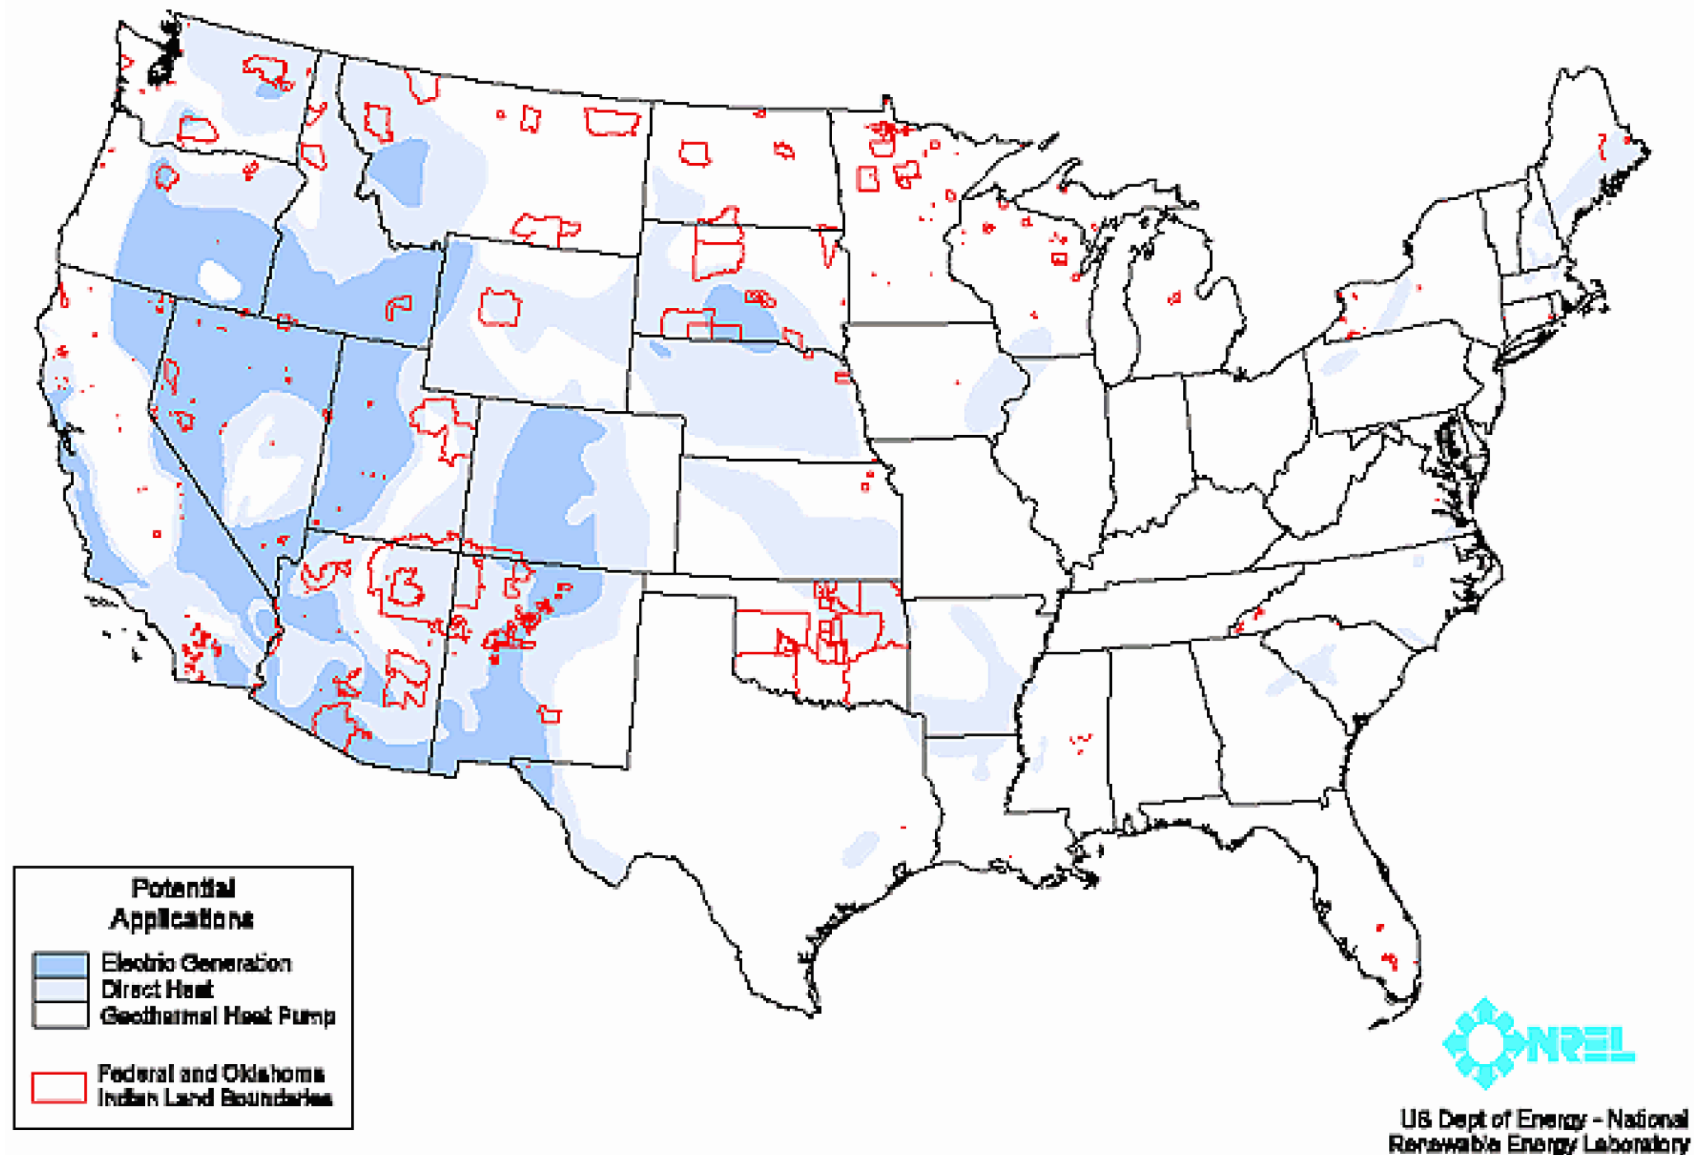 Potential
Applications
Electric Generation
Direct Heat
Geothermal Heat Pump
Federal and Oklahoma
Indian Land Boundaries
NREL
US Dept of Energy - National
Renewable Energy Laboratory